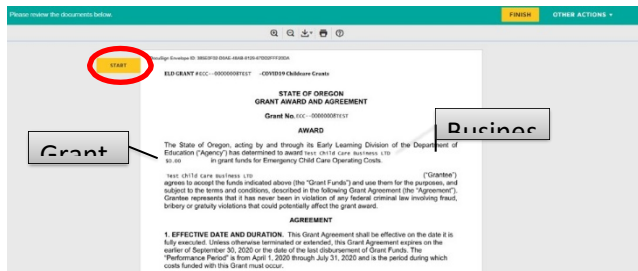 Please review the documents below.
FINISH
OTHER ACTIONS
START
ELD GRANT #ECC--00000008TEST -COVID19 Childcare Grants
STATE OF OREGON
GRANT AWARD AND AGREEMENT
Grant No. ECC--00000008TEST
AWARD
Grant
Busines
The State of Oregon, acting by and through its Early Learning Division of the Department of
Education ("Agency") has determined to award Test Child Care Business LTD
$3.00 in grant funds for Emergency Child Care Operating Costs.
Test Child Care Business LTD ("Grantee")
agrees to accept the funds indicated above (the "Grant Funds") and use them for the purposes, and
subject to the terms and conditions, described in the following Grant Agreement (the "Agreement").
Grantee represents that it has never been in violation of any federal criminal law involving fraud,
bribery or gratuity violations that could potentially affect the grant award.
AGREEMENT
1. EFFECTIVE DATE AND DURATION. This Grant Agreement shall be effective on the date it is
fully executed. Unless otherwise terminated or extended, this Grant Agreement expires on the
earlier of September 30, 2020 or the date of the last disbursement of Grant Funds. The
"Performance Period" is from April 1, 2020 through July 31, 2020 and is the period during which
costs funded with this Grant must occur.